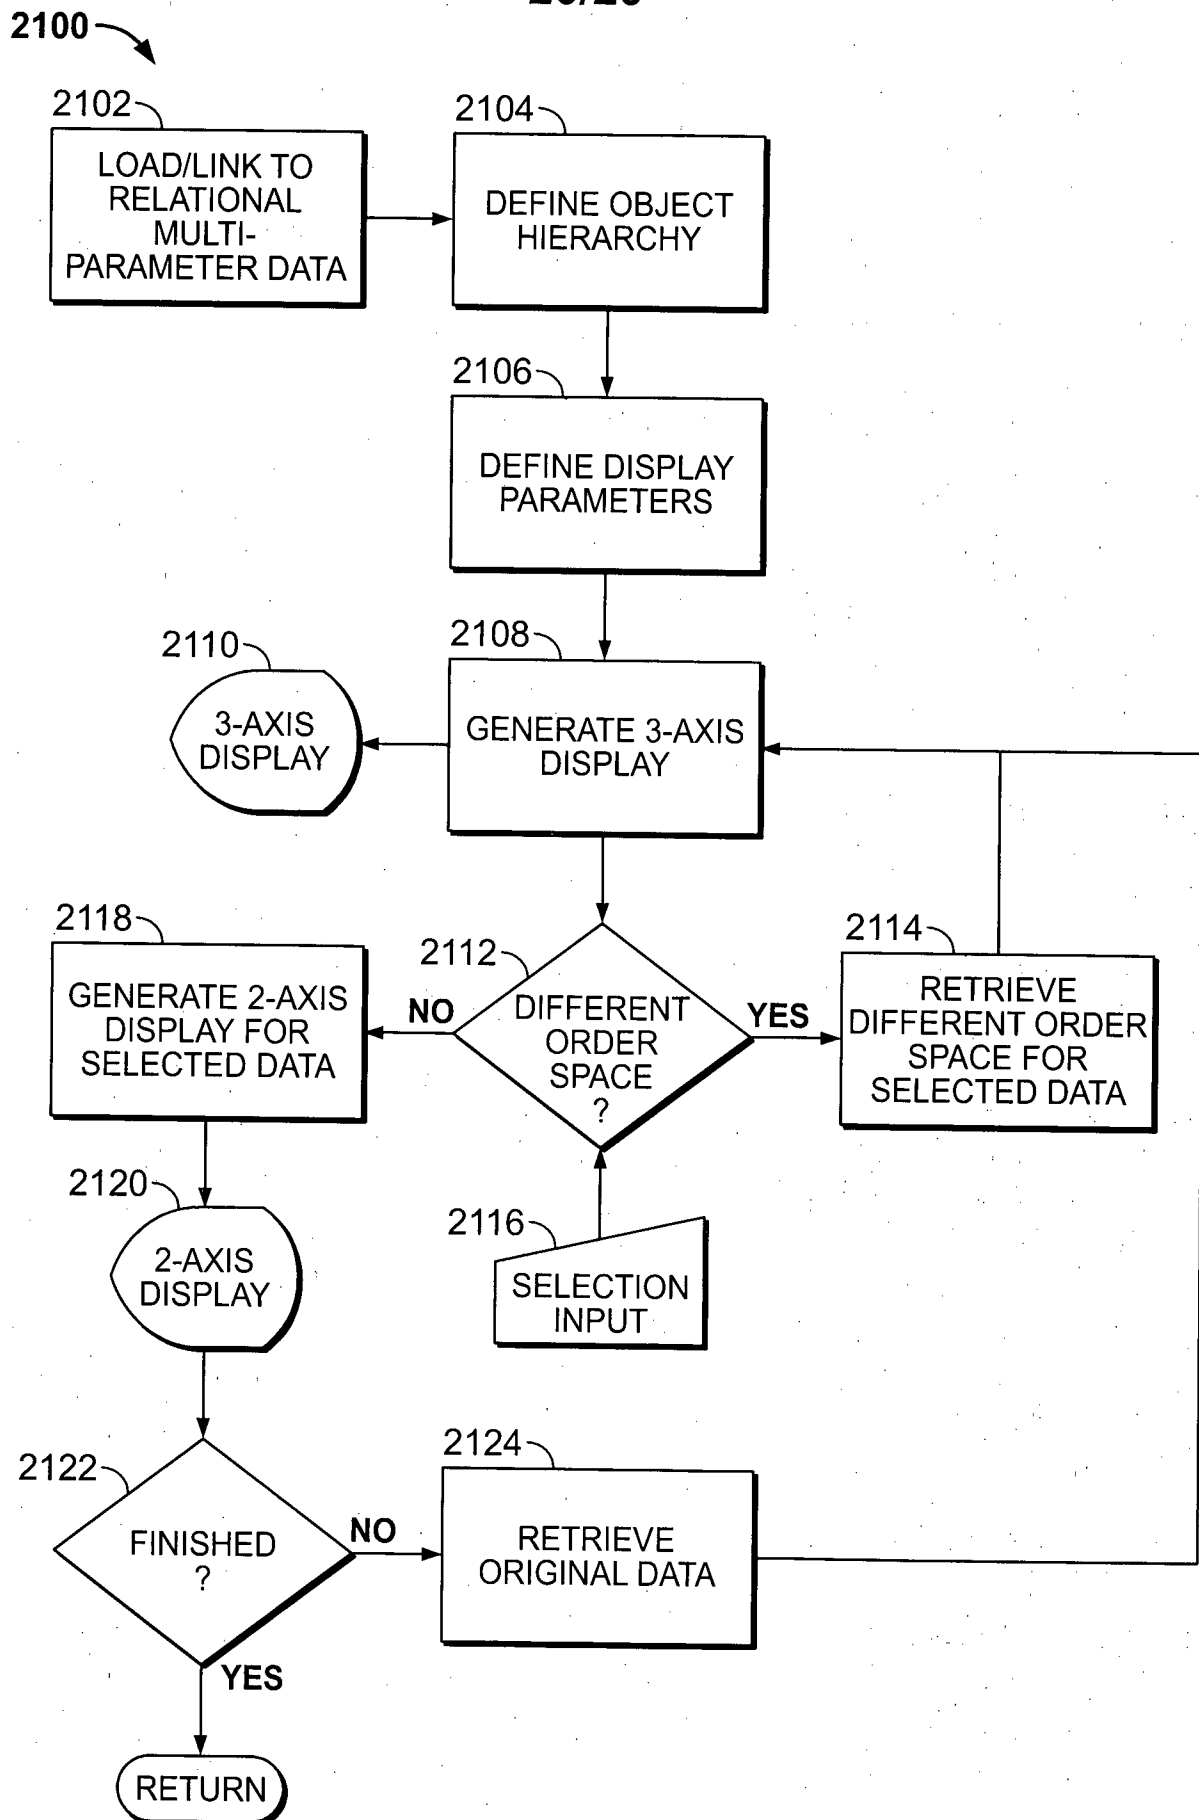 2100
2102
LOAD/LINK TO
RELATIONAL
MULTI-
PARAMETER DATA
2104
DEFINE OBJECT
HIERARCHY
2106
DEFINE DISPLAY
PARAMETERS
2108
GENERATE 3-AXIS
DISPLAY
2110
3-AXIS
DISPLAY
2112
DIFFERENT
ORDER
SPACE
?
NO
YES
2114
RETRIEVE
DIFFERENT ORDER
SPACE FOR
SELECTED DATA
2116
SELECTION
INPUT
2118
GENERATE 2-AXIS
DISPLAY FOR
SELECTED DATA
2120
2-AXIS
DISPLAY
2122
FINISHED
?
NO
YES
2124
RETRIEVE
ORIGINAL DATA
RETURN